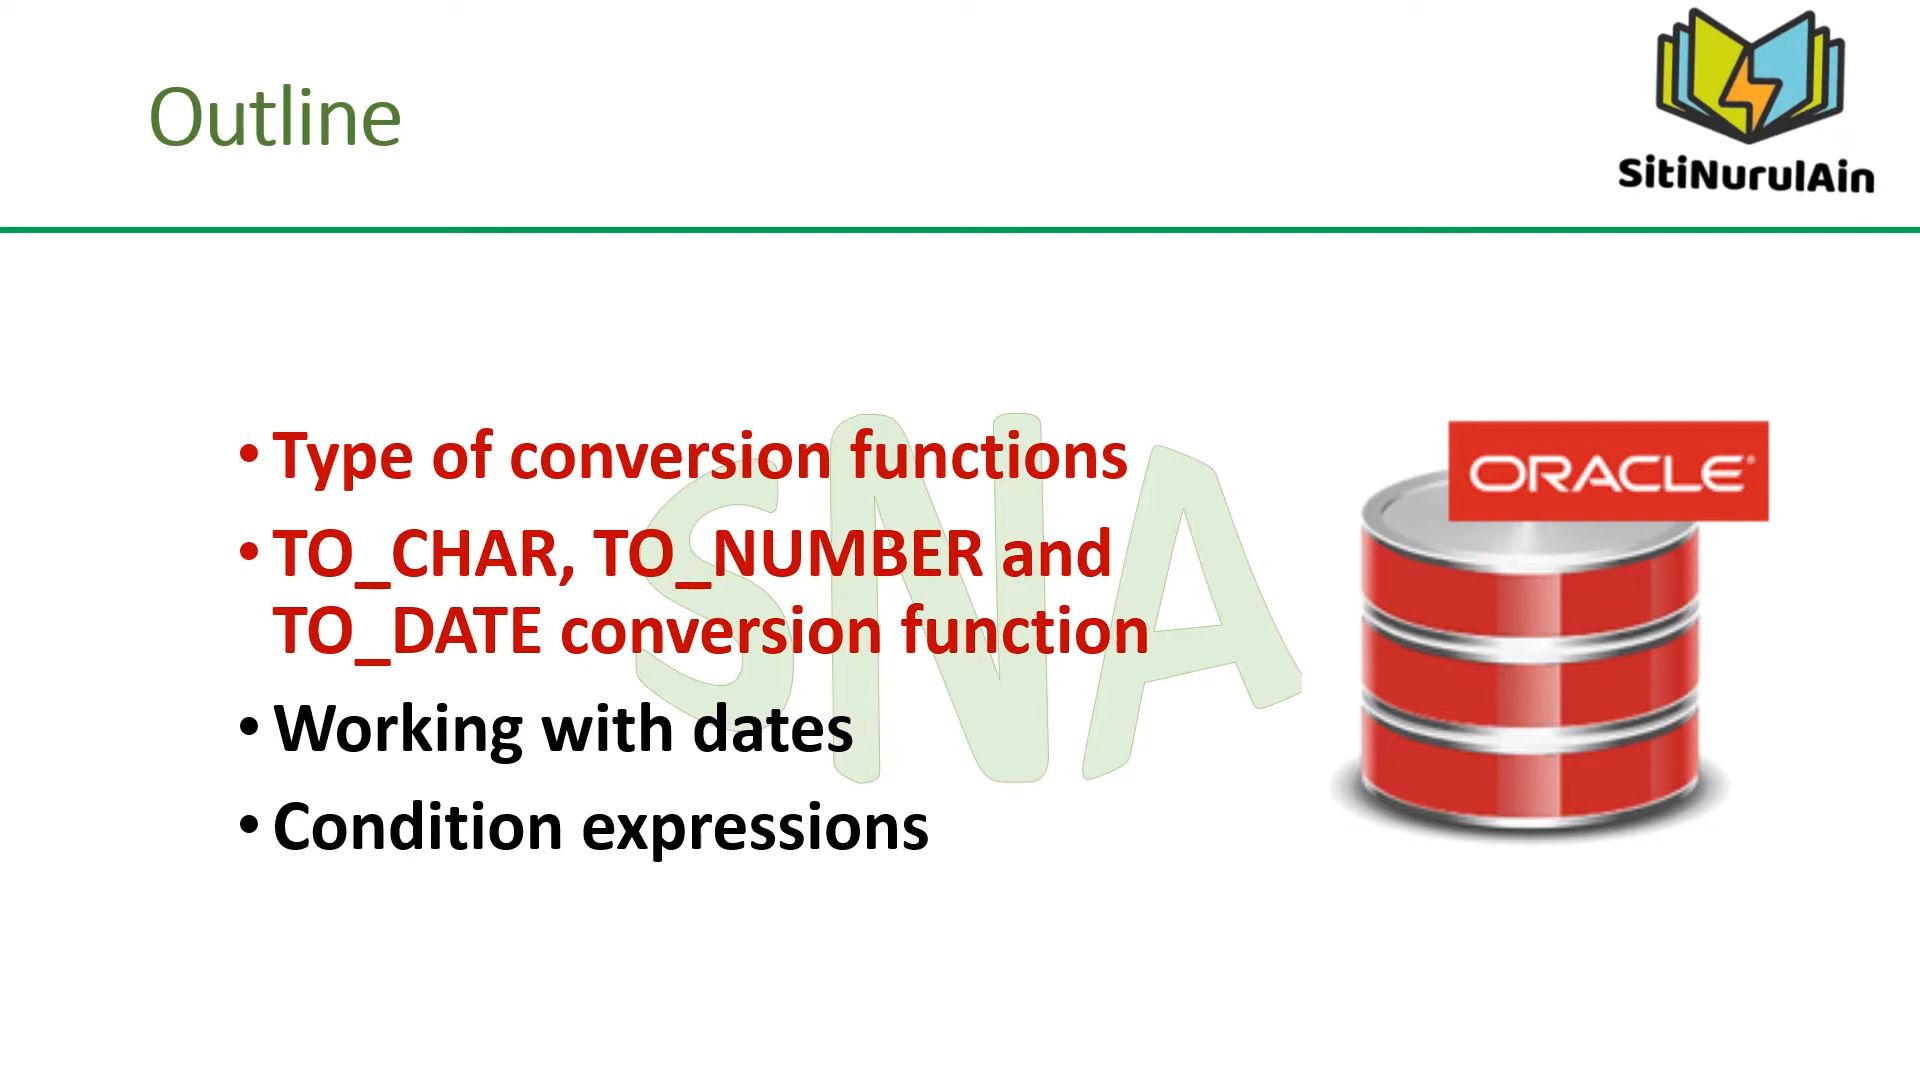 Outline
SitiNurulAin
• Type of conversion functions
• TO_CHAR, TO_NUMBER and
TO_DATE conversion function
• Working with dates
• Condition expressions
ORACLE®
SNA